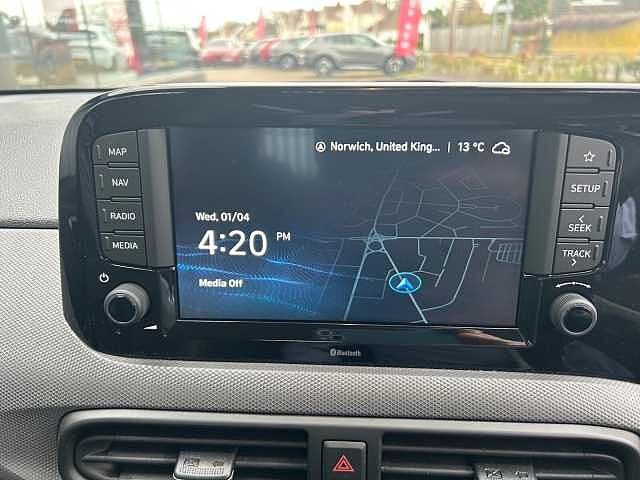 Norwich, United King... | 13 °C
MAP
NAV
RADIO
MEDIA
Wed, 01/04
4:20 PM
Media Off
SETUP
< SEEK
TRACK >
Bluetooth